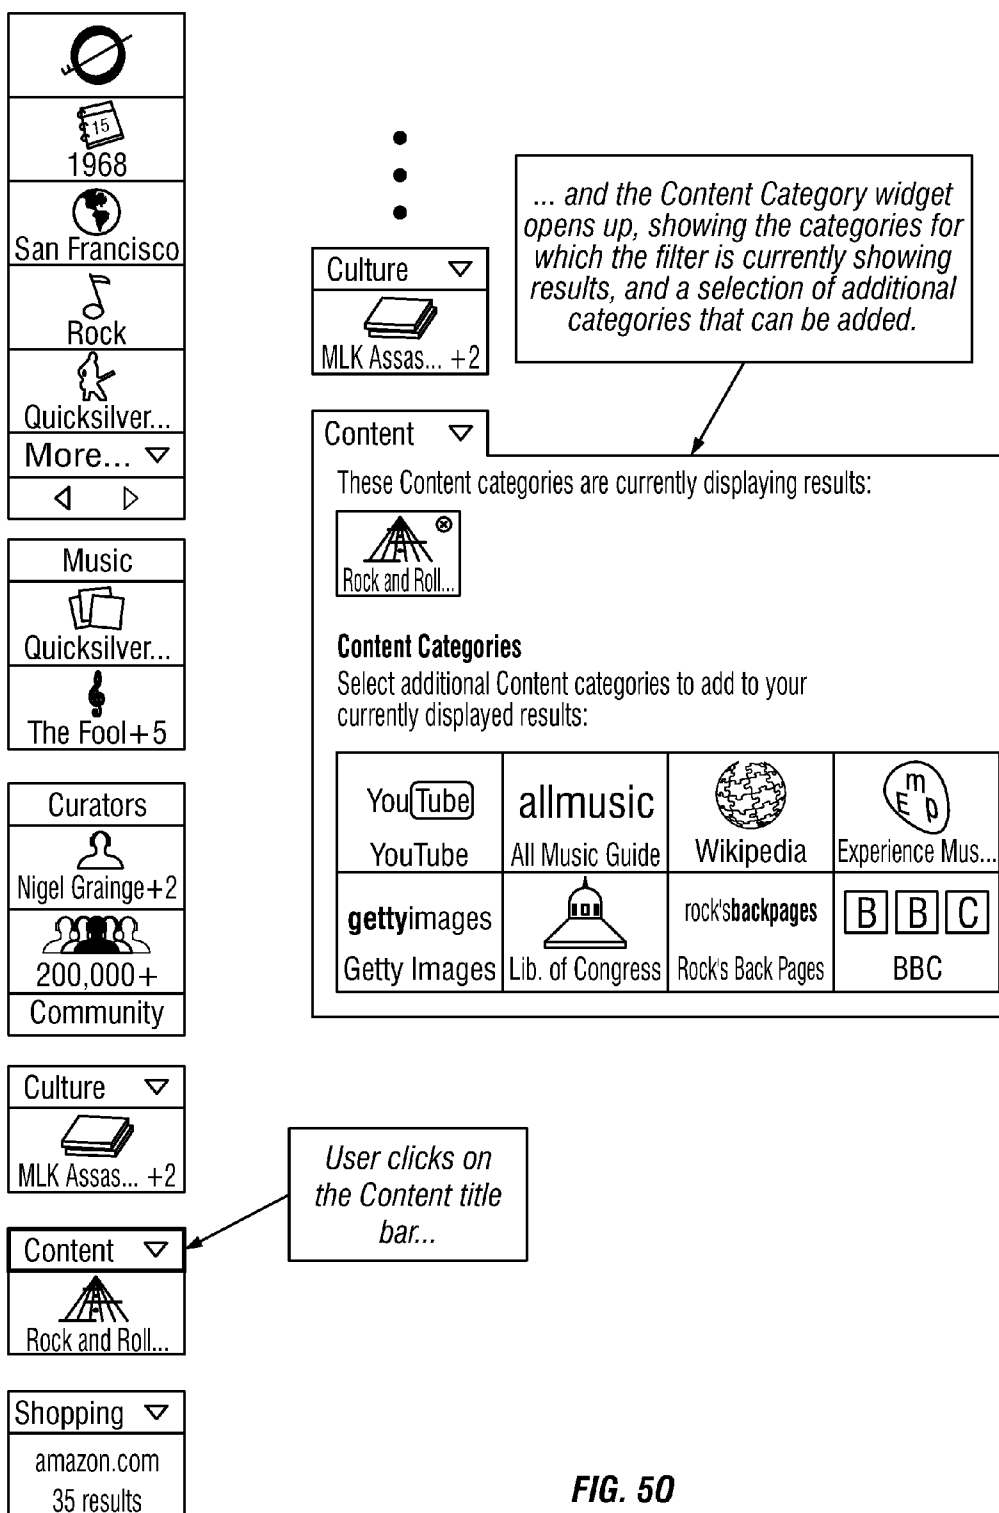 15
1968
San Francisco
Rock
Quicksilver...
More...
Music
Quicksilver...
The Fool+5
Curators
Nigel Grainge+2
200,000+
Community
Culture
MLK Assas... +2
Content
Rock and Roll...
Shopping
amazon.com
35 results
Culture
MLK Assas... +2
... and the Content Category widget
opens up, showing the categories for
which the filter is currently showing
results, and a selection of additional
categories that can be added.
Content
These Content categories are currently displaying results:
Rock and Roll...
Content Categories
Select additional Content categories to add to your
currently displayed results:
YouTube
allmusic
Emp
YouTube
All Music Guide
Wikipedia
Experience Mus...
gettyimages
rock'sbackpages
BBC
Getty Images
Lib. of Congress
Rock's Back Pages
BBC
User clicks on
the Content title
bar...
FIG. 50